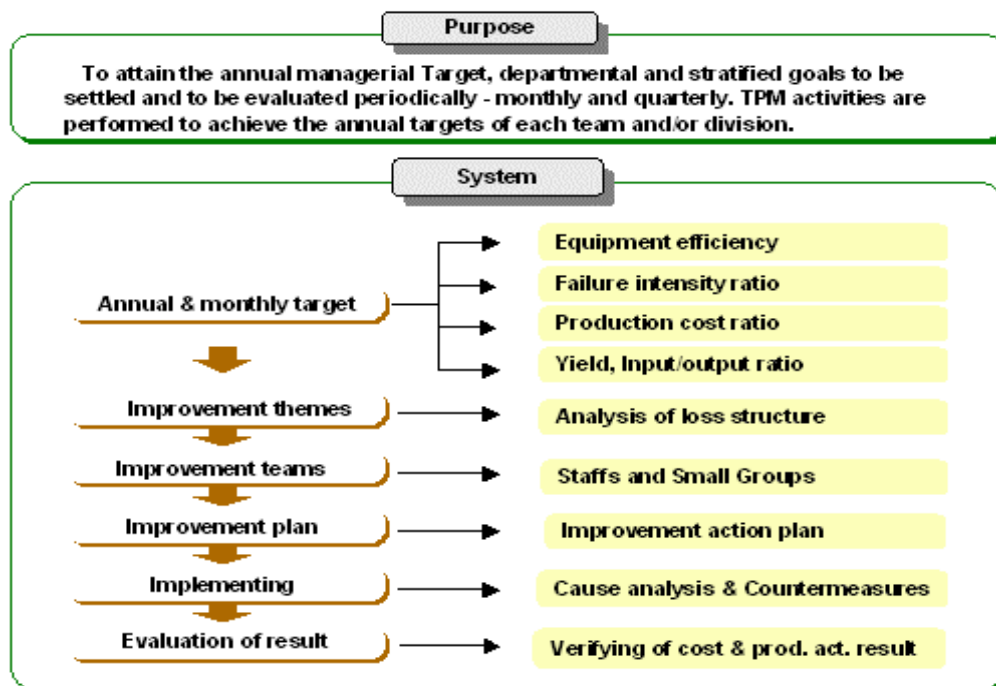 Purpose
To attain the annual managerial Target, departmental and stratified goals to be
settled and to be evaluated periodically - monthly and quarterly. TPM activities are
performed to achieve the annual targets of each team and/or division.
System
Annual & monthly target
Equipment efficiency
Failure intensity ratio
Production cost ratio
Yield, Input/output ratio
Improvement themes
Analysis of loss structure
Improvement teams
Staffs and Small Groups
Improvement plan
Improvement action plan
Implementing
Cause analysis & Countermeasures
Evaluation of result
Verifying of cost & prod. act. result